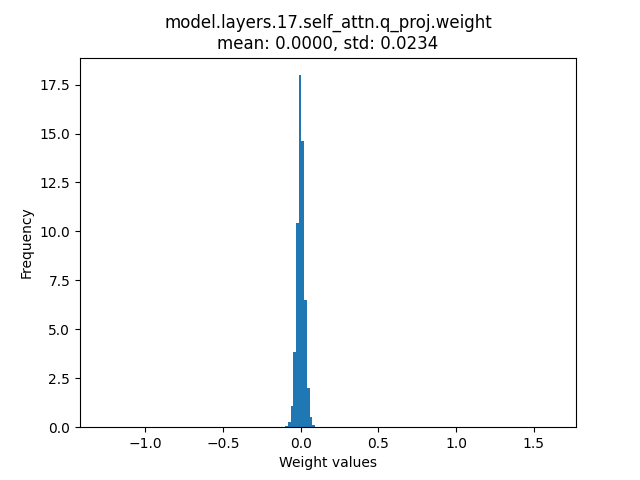 model.layers.17.self_attn.q_proj.weight
mean: 0.0000, std: 0.0234
17.5
15.0
12.5
10.0
7.5
5.0
2.5
0.0
Frequency
−1.0 −0.5 0.0 0.5 1.0 1.5
Weight values